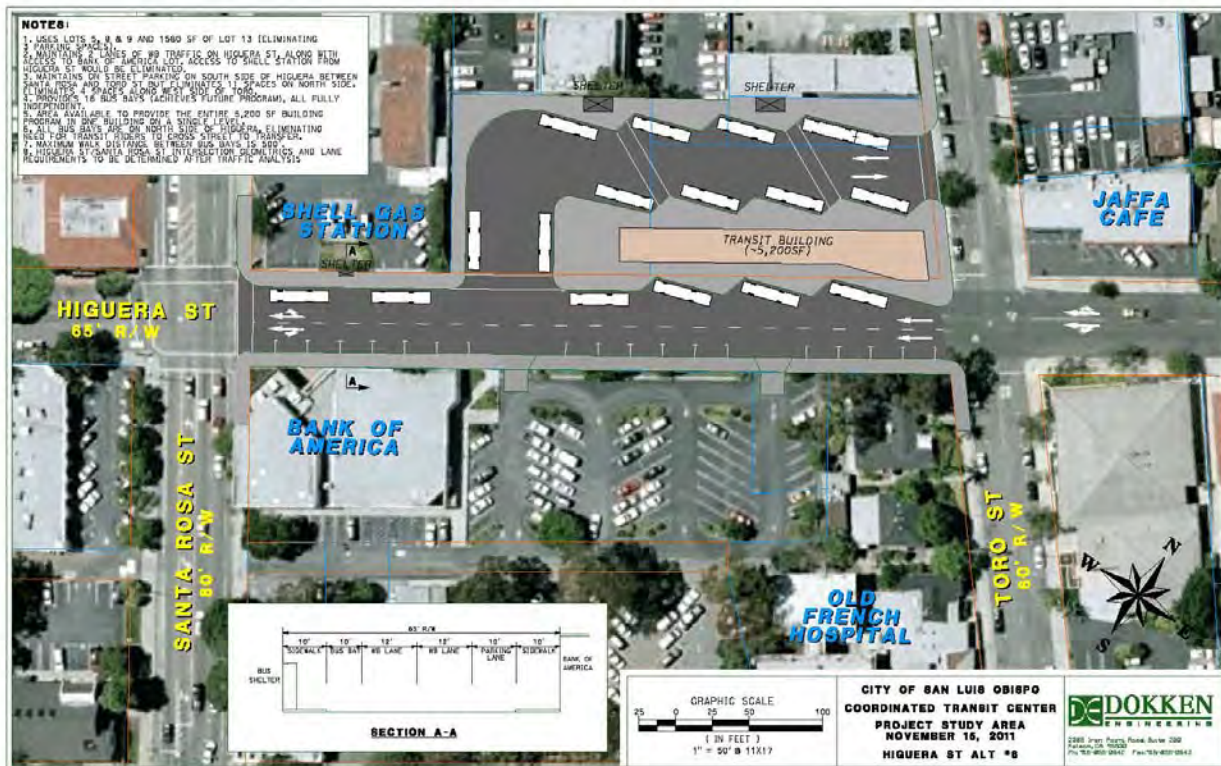 NOTES:
1. USES LOTS 5, 8 & 9 AND 1560 SF OF LOT 13 (ELIMINATING
3 PARKING SPACES).
2. MAINTAINS 2 LANES OF WB TRAFFIC ON HIGUERA ST, ALONG WITH
ACCESS TO BANK OF AMERICA LOT. ACCESS TO SHELL STATION FROM
HIGUERA ST WOULD BE ELIMINATED.
3. MAINTAINS ON STREET PARKING ON SOUTH SIDE OF HIGUERA BETWEEN
SANTA ROSA AND TORO ST BUT ELIMINATES 11 SPACES ON NORTH SIDE.
ELIMINATES 4 SPACES ALONG WEST SIDE OF TORO.
4. PROVIDES 16 BUS BAYS (ACHIEVES FUTURE PROGRAM), ALL FULLY
INDEPENDENT.
5. AREA AVAILABLE TO PROVIDE THE ENTIRE 5,200 SF BUILDING
PROGRAM IN ONE BUILDING ON A SINGLE LEVEL.
6. ALL BUS BAYS ARE ON NORTH SIDE OF HIGUERA, ELIMINATING
NEED FOR TRANSIT RIDERS TO CROSS STREET TO TRANSFER.
7. MAXIMUM WALK DISTANCE BETWEEN BUS BAYS IS 500'.
8. HIGUERA ST/SANTA ROSA ST INTERSECTION GEOMETRICS AND LANE
REQUIREMENTS TO BE DETERMINED AFTER TRAFFIC ANALYSIS
SHELTER
SHELTER
SHELL GAS
STATION
A
SHELTER
TRANSIT BUILDING
(~5,200SF)
JAFFA
CAFE
HIGUERA ST
65' R/W
A
BANK OF
AMERICA
SANTA ROSA ST
80' R/W
TORO ST
60' R/W
OLD
FRENCH
HOSPITAL
N
W
E
S
65' R/W
10' 10' 12' 12' 10' 10'
SIDEWALK BUS BAY WB LANE WB LANE PARKING LANE SIDEWALK
BUS
SHELTER
BANK OF
AMERICA
SECTION A-A
GRAPHIC SCALE
25 0 25 50 100
( IN FEET )
1" = 50' @ 11X17
CITY OF SAN LUIS OBISPO
COORDINATED TRANSIT CENTER
PROJECT STUDY AREA
NOVEMBER 15, 2011
HIGUERA ST ALT #6
DOKKEN
ENGINEERING